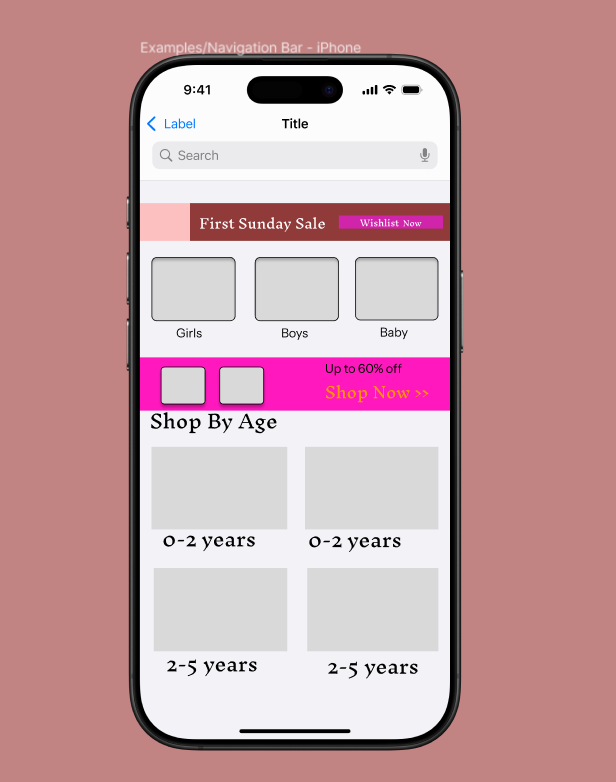 Examples/Navigation Bar - iPhone
9:41
Label
Title
Search
First Sunday Sale
Wishlist Now
Girls
Boys
Baby
Up to 60% off
Shop Now >>
Shop By Age
0-2 years
0-2 years
2-5 years
2-5 years